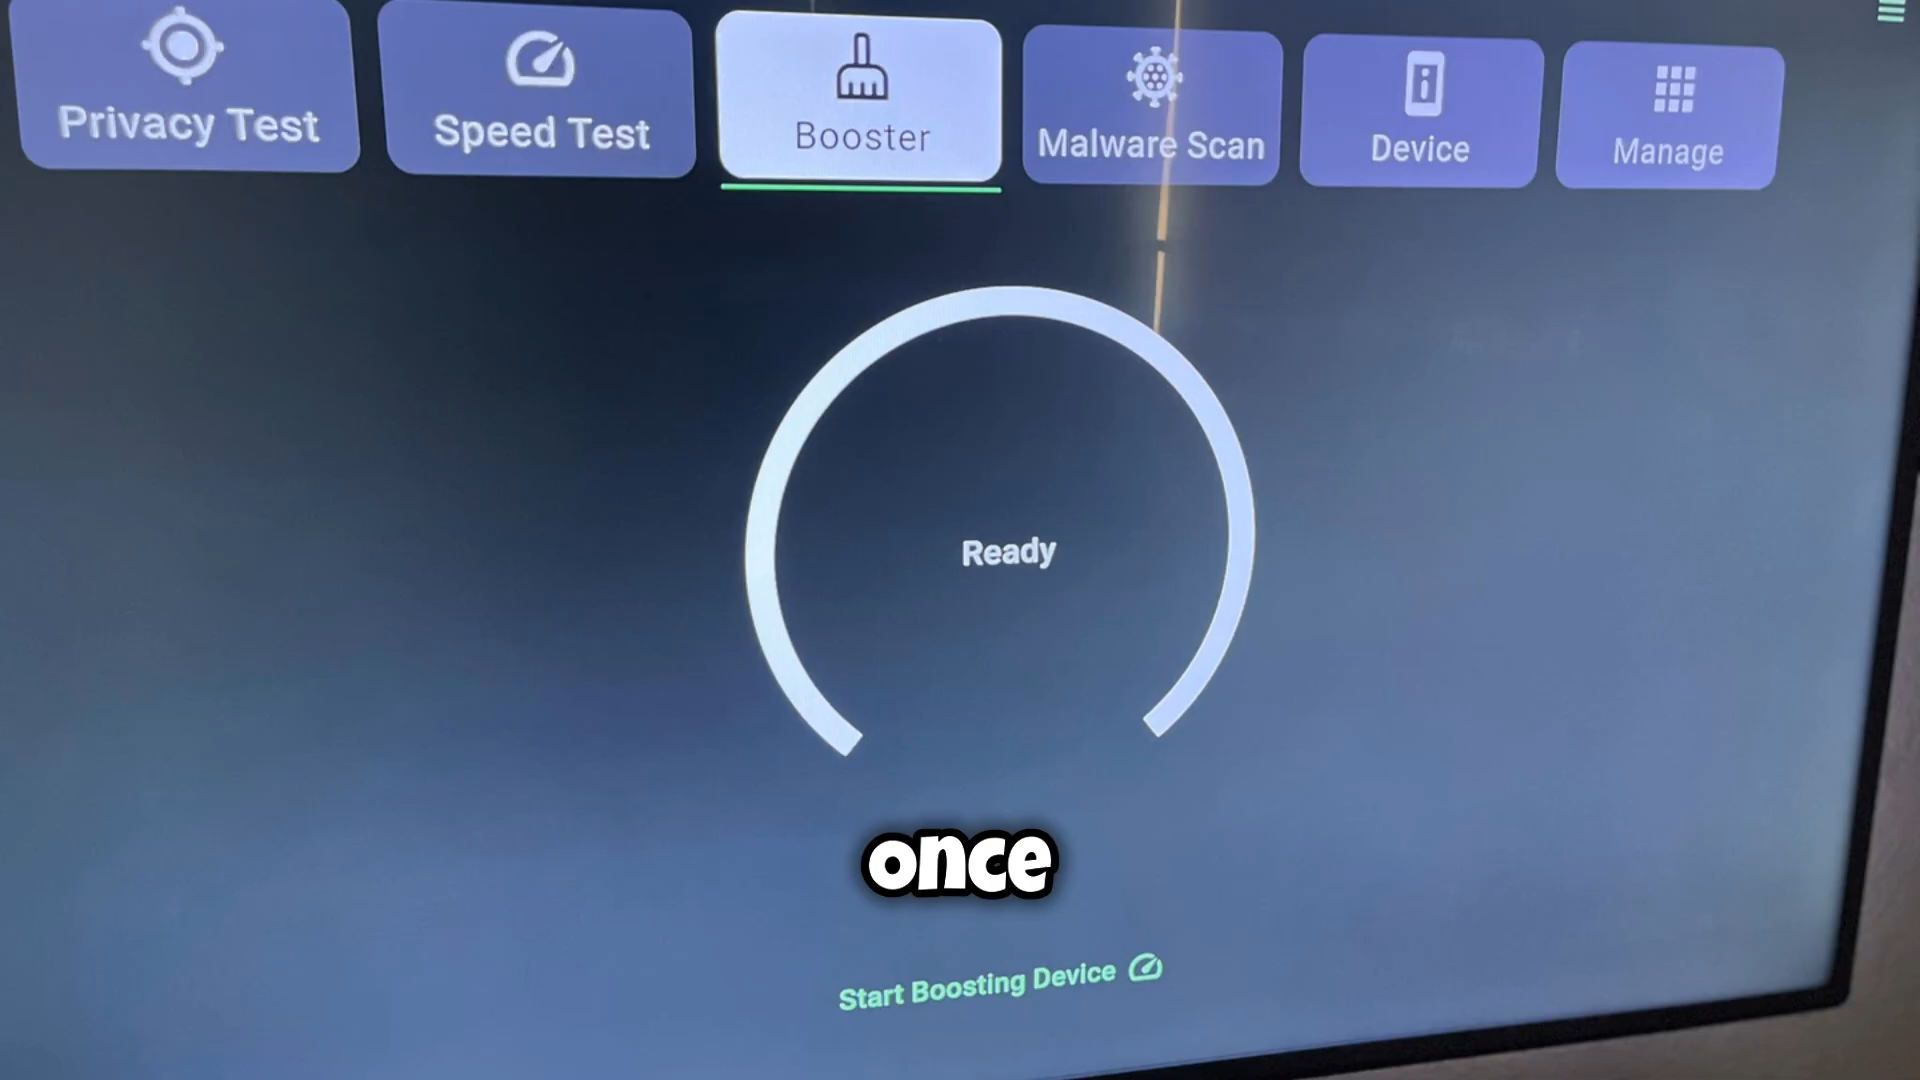 Privacy Test
Speed Test
Booster
Malware Scan
Device
Manage
Ready
once
Start Boosting Device